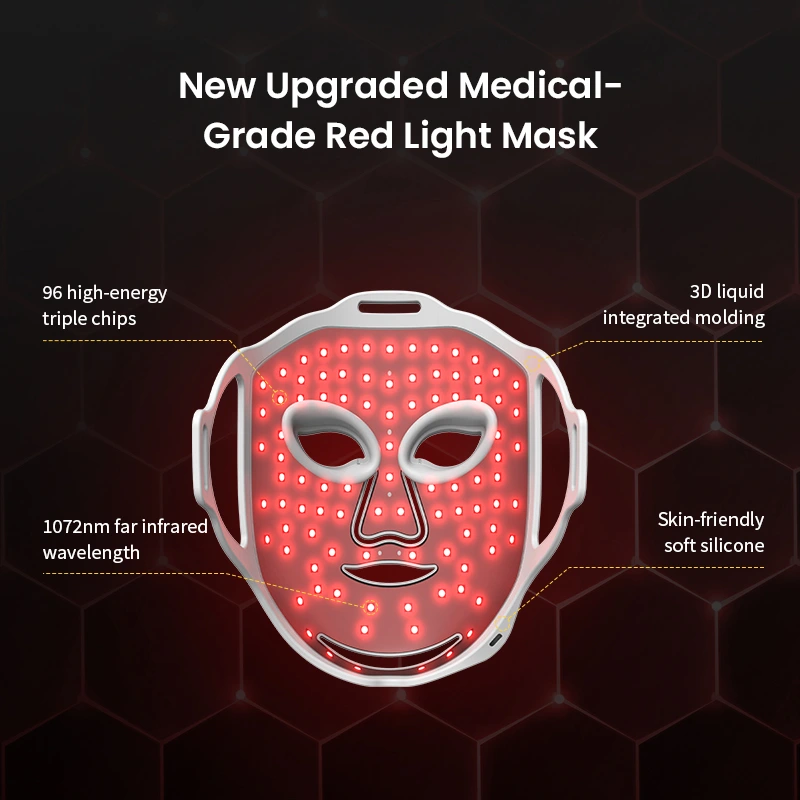 New Upgraded Medical-
Grade Red Light Mask
96 high-energy
triple chips
3D liquid
integrated molding
1072nm far infrared
wavelength
Skin-friendly
soft silicone